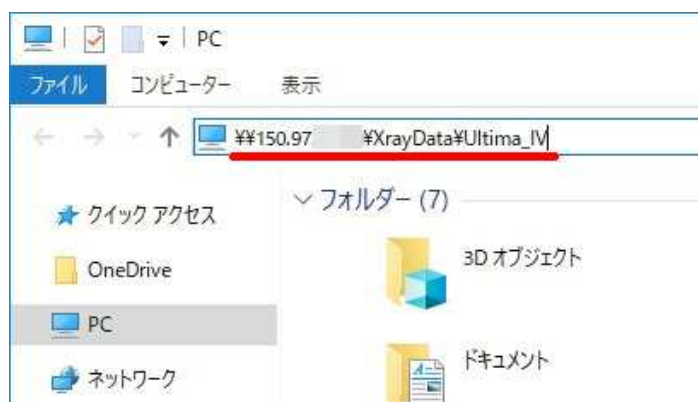 PC
ファイル コンピューター 表示
¥¥150.97 ¥XrayData¥Ultima_IV
クイック アクセス
OneDrive
PC
ネットワーク
フォルダー (7)
3D オブジェクト
ドキュメント